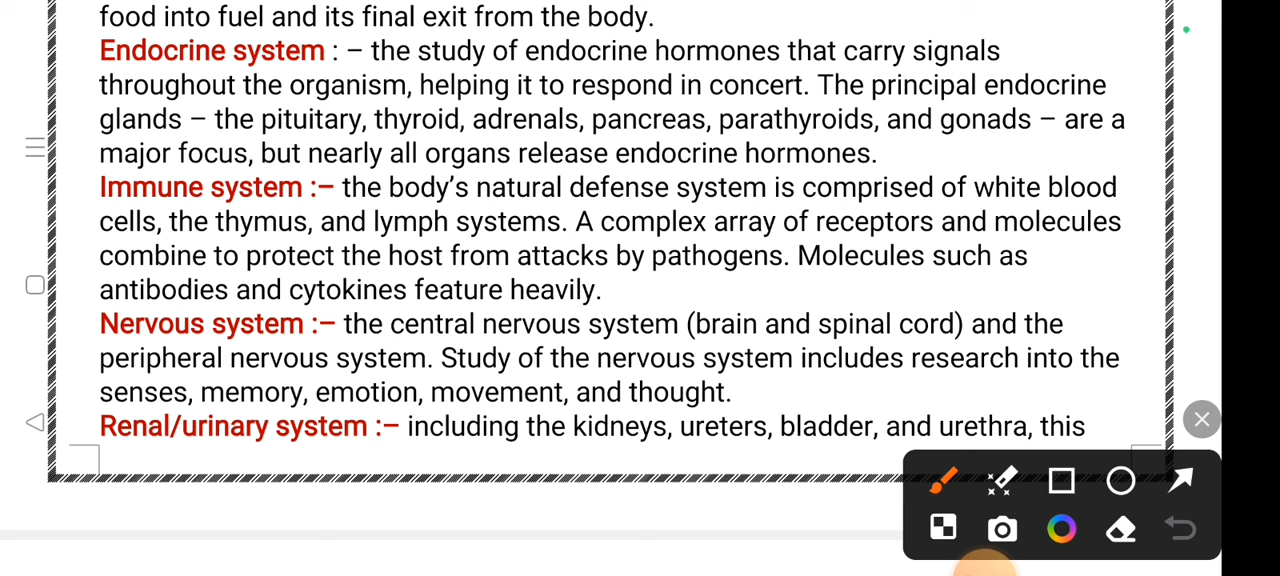 food into fuel and its final exit from the body.
Endocrine system : – the study of endocrine hormones that carry signals
throughout the organism, helping it to respond in concert. The principal endocrine
glands – the pituitary, thyroid, adrenals, pancreas, parathyroids, and gonads – are a
major focus, but nearly all organs release endocrine hormones.
Immune system :– the body’s natural defense system is comprised of white blood
cells, the thymus, and lymph systems. A complex array of receptors and molecules
combine to protect the host from attacks by pathogens. Molecules such as
antibodies and cytokines feature heavily.
Nervous system :– the central nervous system (brain and spinal cord) and the
peripheral nervous system. Study of the nervous system includes research into the
senses, memory, emotion, movement, and thought.
Renal/urinary system :– including the kidneys, ureters, bladder, and urethra, this